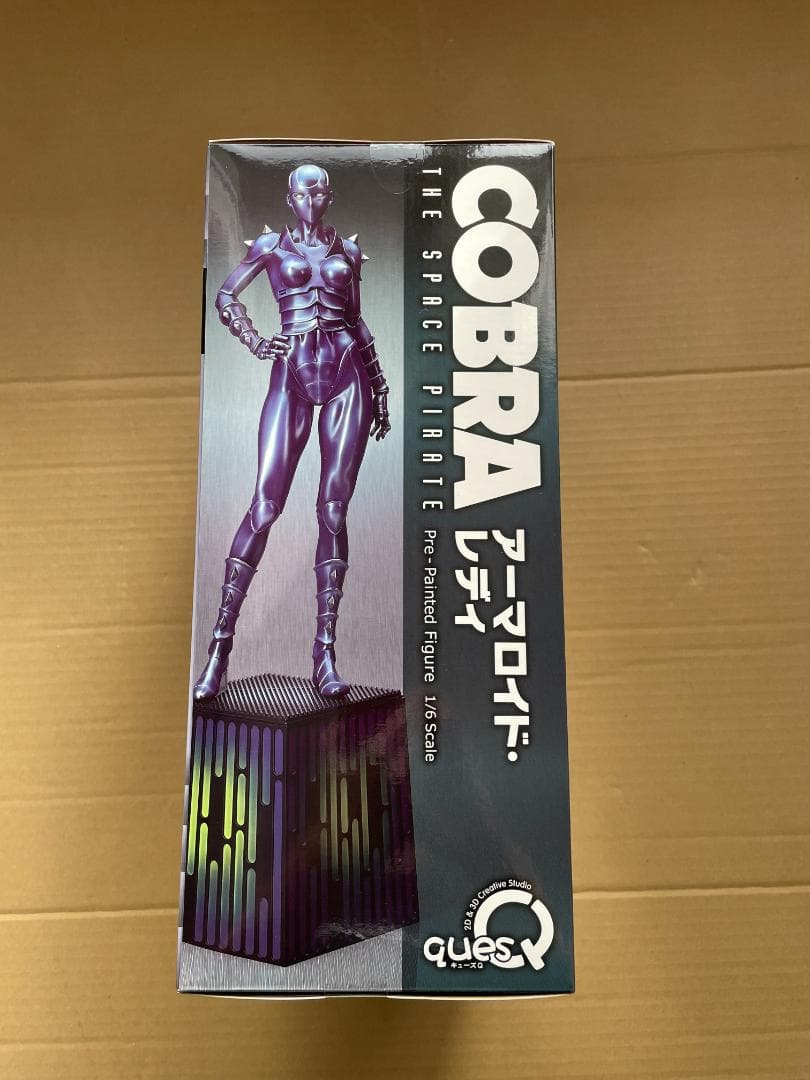 COBRA
THE SPACE PIRATE
アーマロイド・
レディ
Pre-Painted Figure 1/6 Scale
2D & 3D Creative Studio
quesQ
キューズQ